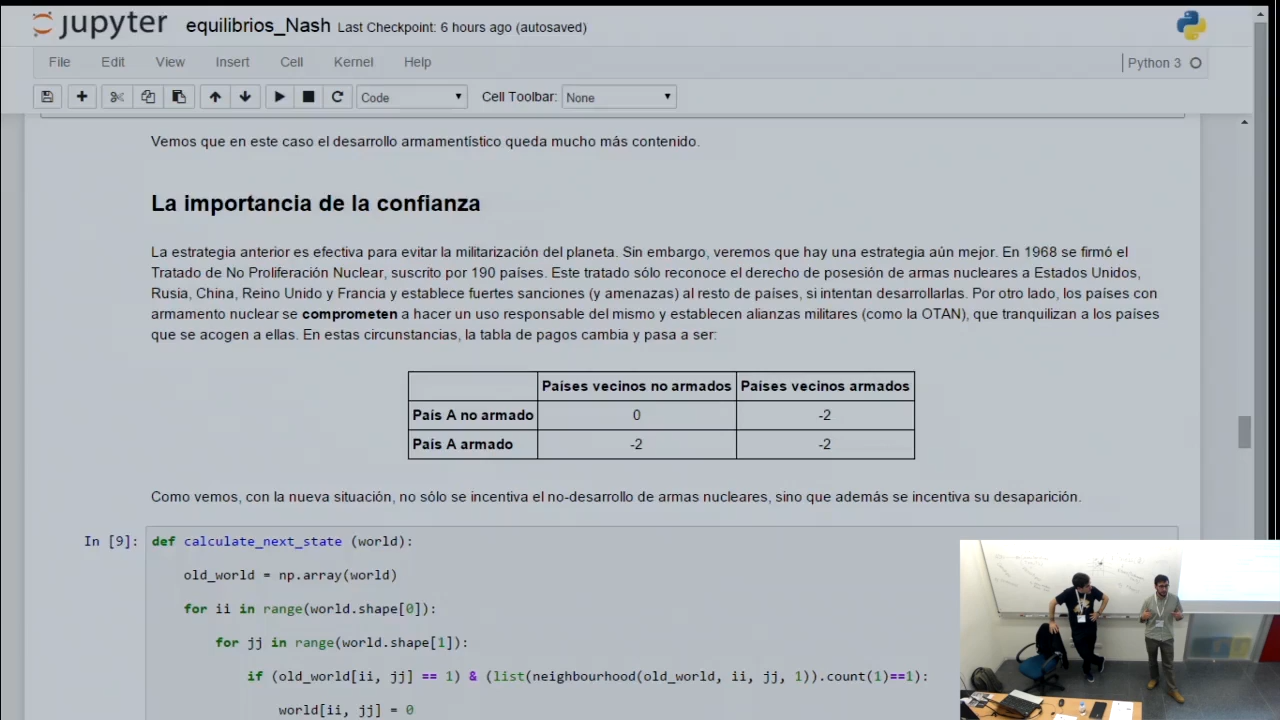 jupyter equilibrios_Nash Last Checkpoint: 6 hours ago (autosaved)
File Edit View Insert Cell Kernel Help Python 3
Code Cell Toolbar: None
Vemos que en este caso el desarrollo armamentístico queda mucho más contenido.
La importancia de la confianza
La estrategia anterior es efectiva para evitar la militarización del planeta. Sin embargo, veremos que hay una estrategia aún mejor. En 1968 se firmó el
Tratado de No Proliferación Nuclear, suscrito por 190 países. Este tratado sólo reconoce el derecho de posesión de armas nucleares a Estados Unidos,
Rusia, China, Reino Unido y Francia y establece fuertes sanciones (y amenazas) al resto de países, si intentan desarrollarlas. Por otro lado, los países con
armamento nuclear se comprometen a hacer un uso responsable del mismo y establecen alianzas militares (como la OTAN), que tranquilizan a los países
que se acogen a ellas. En estas circunstancias, la tabla de pagos cambia y pasa a ser:
Países vecinos no armados Países vecinos armados
País A no armado 0 -2
País A armado -2 -2
Como vemos, con la nueva situación, no sólo se incentiva el no-desarrollo de armas nucleares, sino que además se incentiva su desaparición.
In [9]: def calculate_next_state (world):
old_world = np.array(world)
for ii in range(world.shape[0]):
for jj in range(world.shape[1]):
if (old_world[ii, jj] == 1) & (list(neighbourhood(old_world, ii, jj, 1)).count(1)==1):
world[ii, jj] = 0